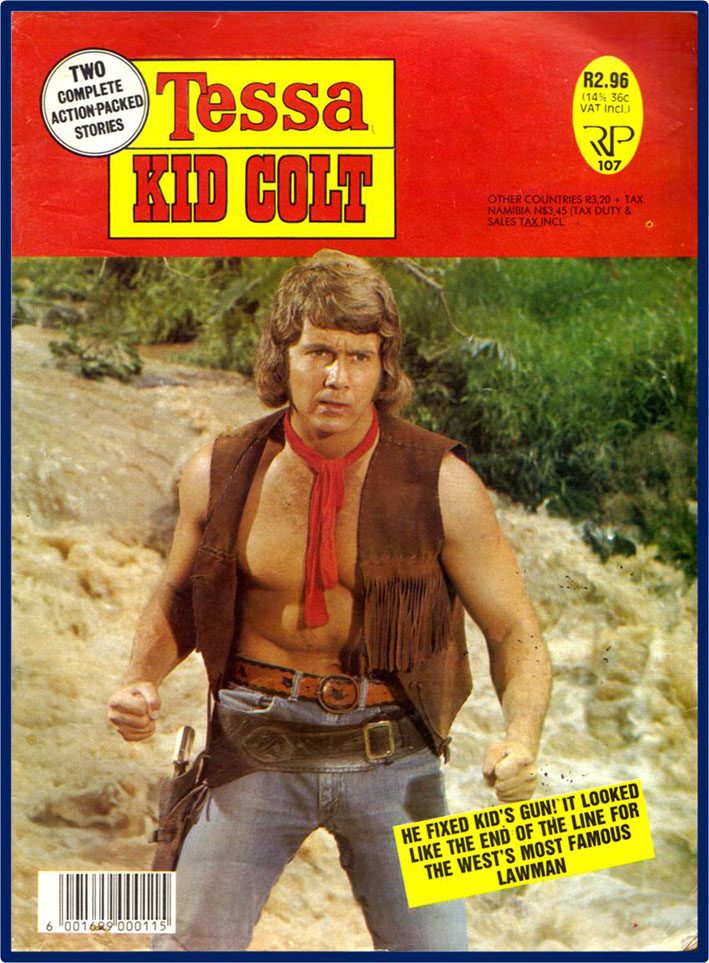 TWO
COMPLETE
ACTION-PACKED
STORIES
Tessa
KID COLT
R2.96
(14% 36c
VAT Incl.)
RP
107
OTHER COUNTRIES R3,20 + TAX
NAMIBIA N$3,45 (TAX DUTY &
SALES TAX INCL.
HE FIXED KID'S GUN! IT LOOKED
LIKE THE END OF THE LINE FOR
THE WEST'S MOST FAMOUS
LAWMAN
6 001699 000115